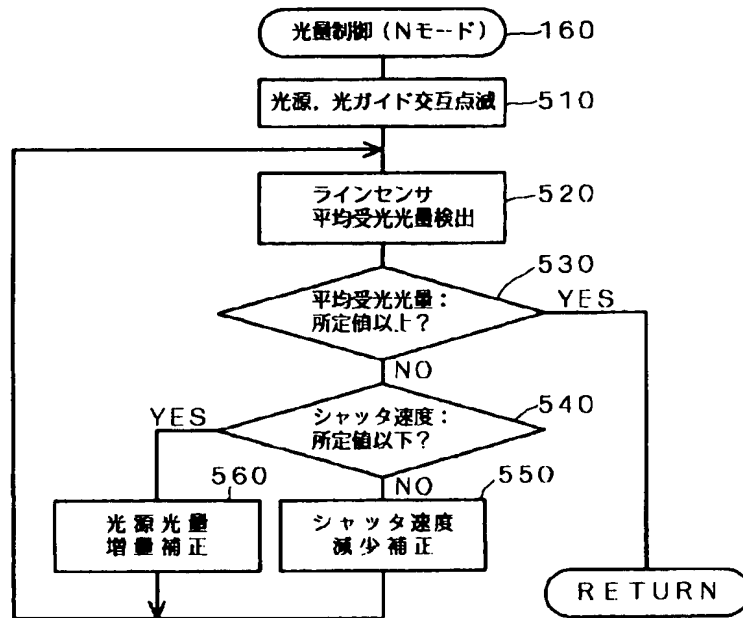 光量制御(Nモード)
160
光源,光ガイド交互点滅
510
ラインセンサ
平均受光光量検出
520
530
平均受光光量:
所定値以上?
YES
NO
540
YES
シャッタ速度:
所定値以下?
NO
560
550
光源光量
増量補正
シャッタ速度
減少補正
RETURN